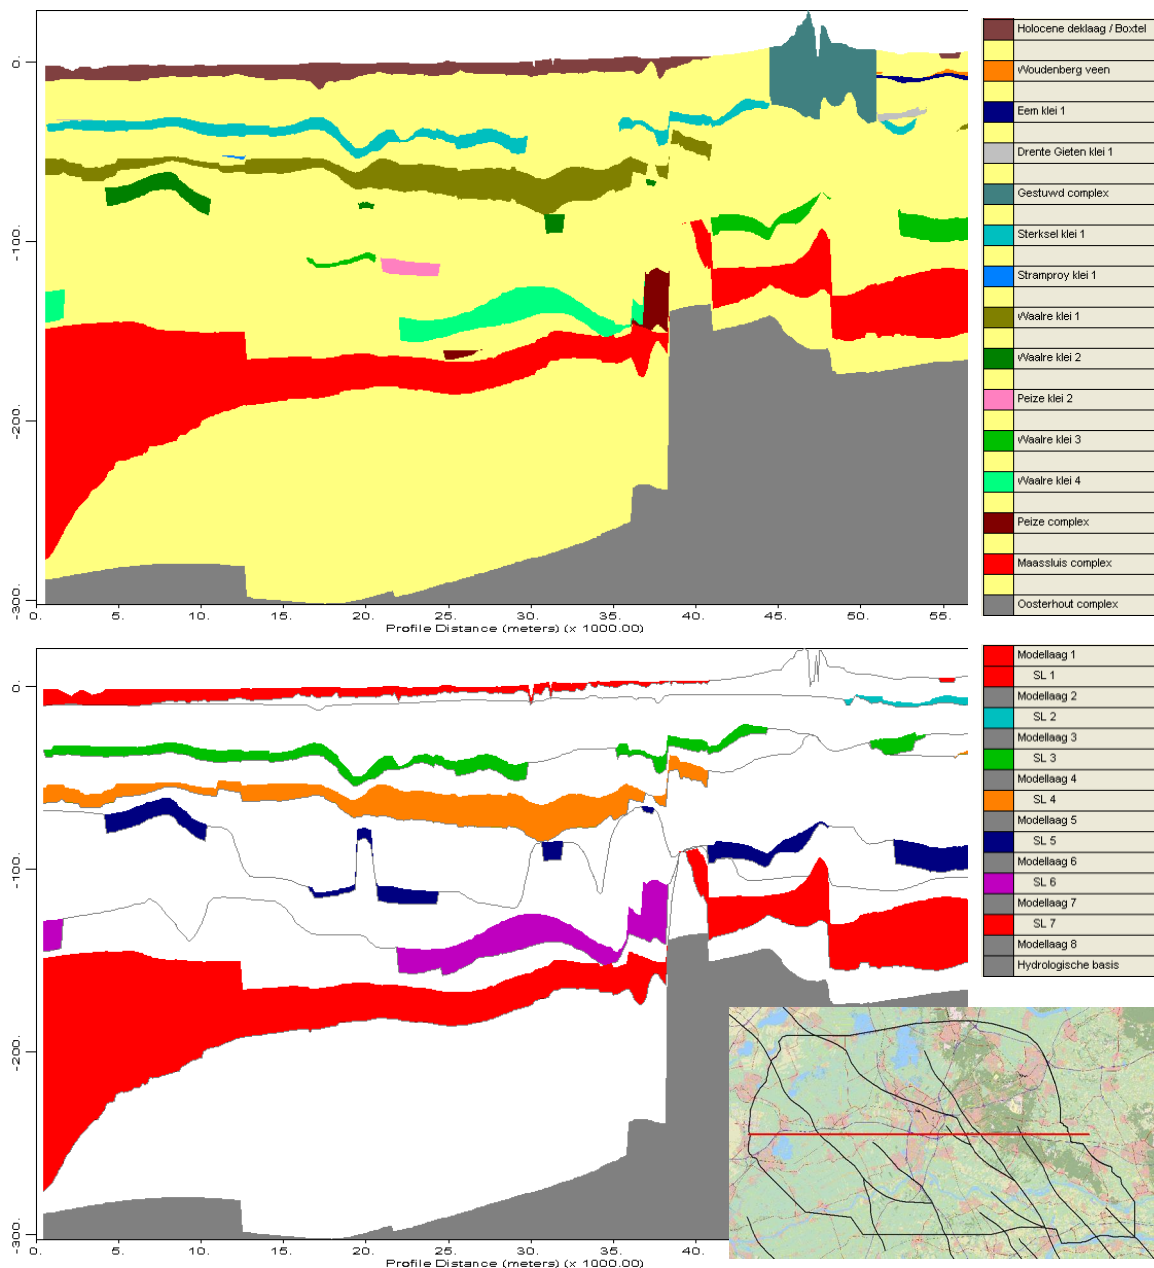 0.
-100.
-200.
-300.
0.
5.
10.
15.
20.
25.
30.
35.
40.
45.
50.
55.
Profile Distance (meters) (x 1000.00)
Holocene deklaag / Boxtel
Woudenberg veen
Eem klei 1
Drente Gieten klei 1
Gestuwd complex
Sterksel klei 1
Stramproy klei 1
Waalre klei 1
Waalre klei 2
Peize klei 2
Waalre klei 3
Waalre klei 4
Peize complex
Maassluis complex
Oosterhout complex
0.
-100.
-200.
-300.
0.
5.
10.
15.
20.
25.
30.
35.
40.
Profile Distance (meters) (x 1000.00)
Modellaag 1
SL 1
Modellaag 2
SL 2
Modellaag 3
SL 3
Modellaag 4
SL 4
Modellaag 5
SL 5
Modellaag 6
SL 6
Modellaag 7
SL 7
Modellaag 8
Hydrologische basis